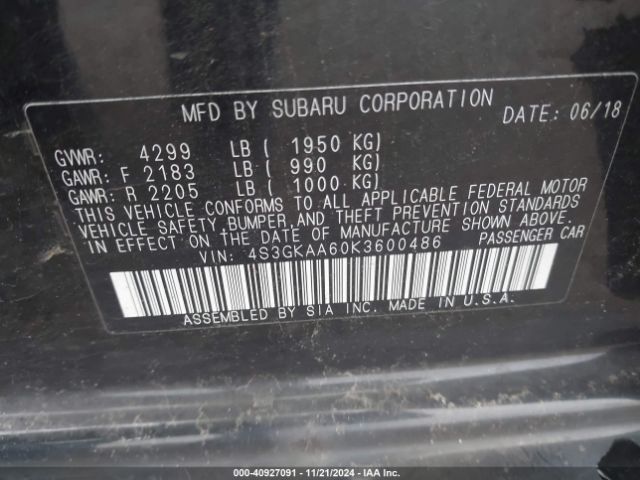 MFD BY SUBARU CORPORATION DATE: 06/18
GVWR: 4299 LB ( 1950 KG)
GAWR: F 2183 LB ( 990 KG)
GAWR: R 2205 LB ( 1000 KG)
THIS VEHICLE CONFORMS TO ALL APPLICABLE FEDERAL MOTOR
VEHICLE SAFETY, BUMPER, AND THEFT PREVENTION STANDARDS
IN EFFECT ON THE DATE OF MANUFACTURE SHOWN ABOVE.
VIN: 4S3GKAA60K3600486 PASSENGER CAR
ASSEMBLED BY SIA INC. MADE IN U.S.A.
000-40927091 - 11/21/2024 - IAA Inc.